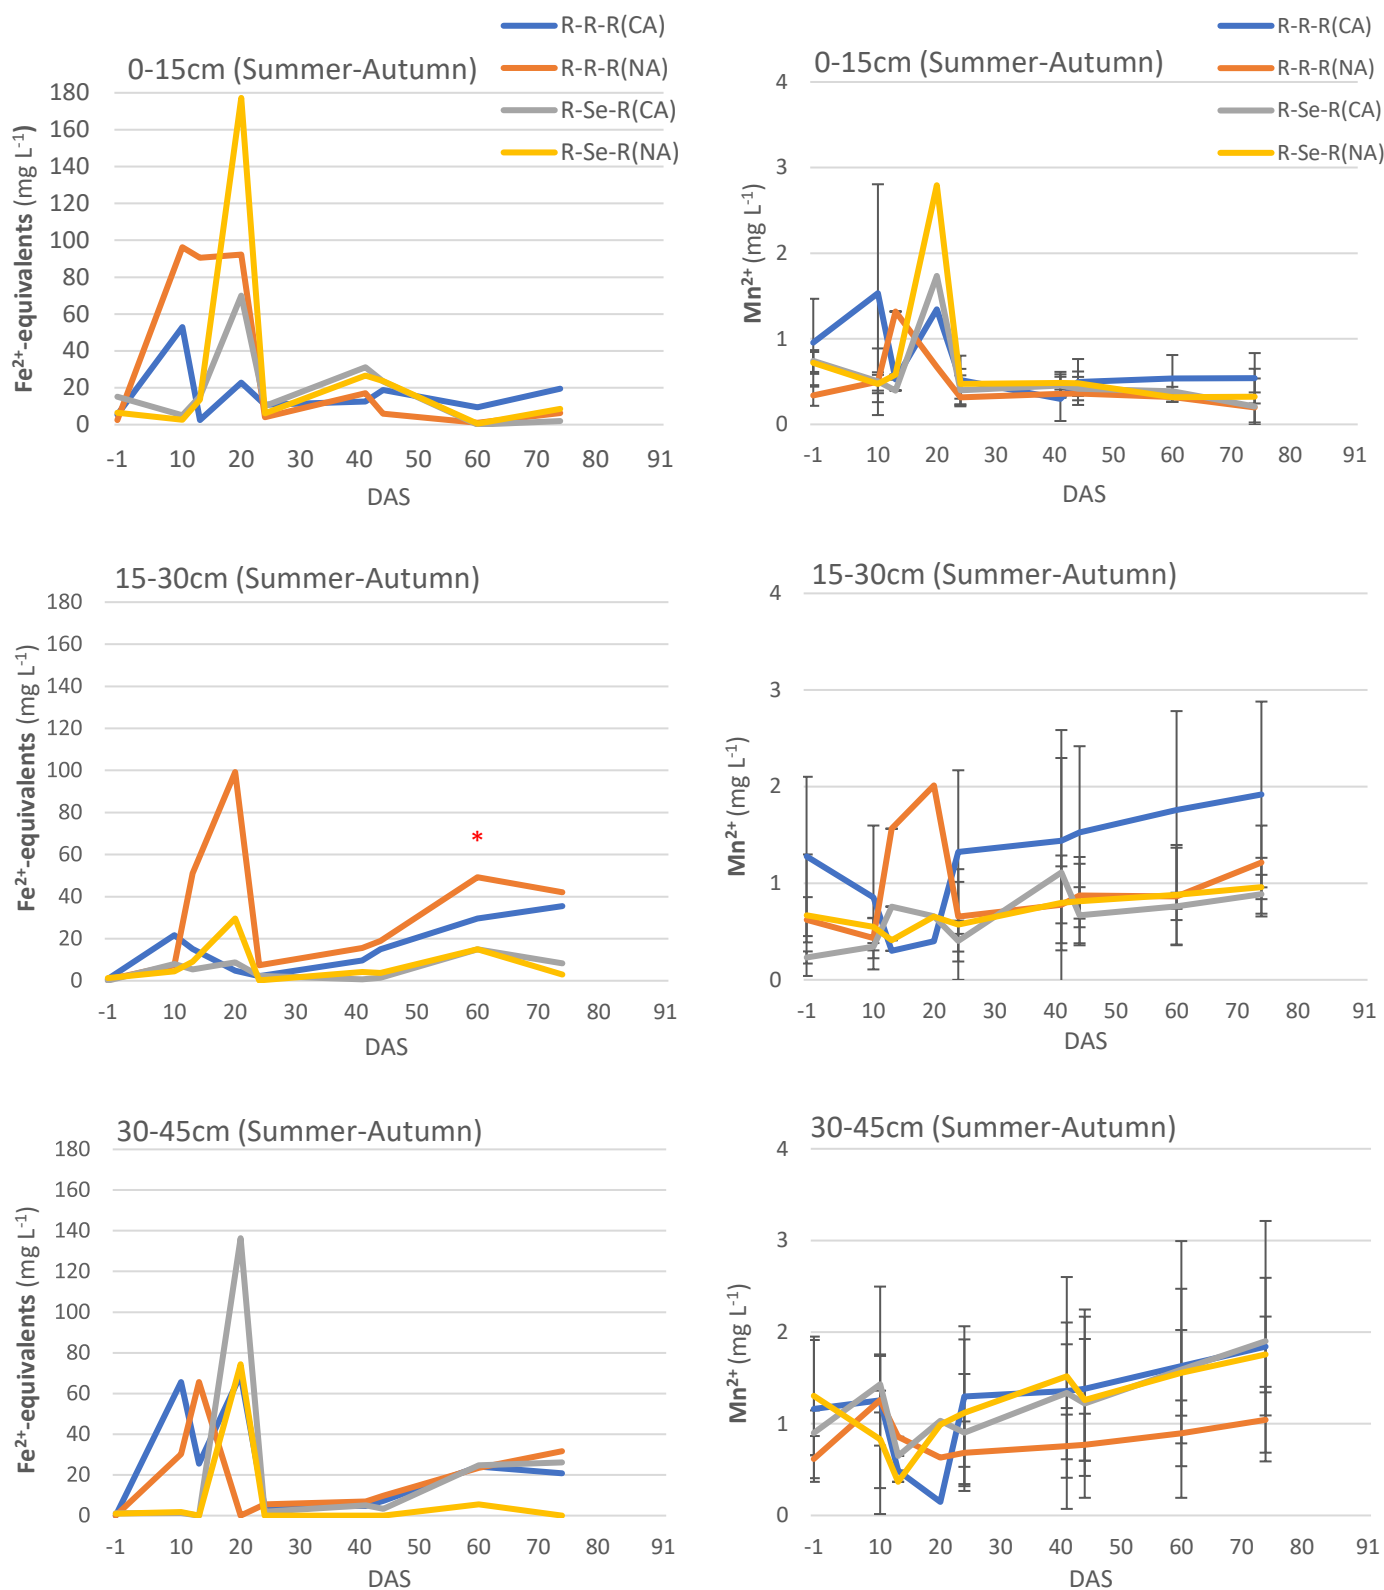 R-R-R(CA)
R-R-R(NA)
R-Se-R(CA)
R-Se-R(NA)
0-15cm (Summer-Autumn)
Fe²⁺-equivalents (mg L⁻¹)
180
160
140
120
100
80
60
40
20
0
-1 10 20 30 40 50 60 70 80 91
DAS
R-R-R(CA)
R-R-R(NA)
R-Se-R(CA)
R-Se-R(NA)
0-15cm (Summer-Autumn)
Mn²⁺ (mg L⁻¹)
4
3
2
1
0
-1 10 20 30 40 50 60 70 80 91
DAS
15-30cm (Summer-Autumn)
Fe²⁺-equivalents (mg L⁻¹)
180
160
140
120
100
80
60
40
20
0
*
-1 10 20 30 40 50 60 70 80 91
DAS
15-30cm (Summer-Autumn)
Mn²⁺ (mg L⁻¹)
4
3
2
1
0
-1 10 20 30 40 50 60 70 80 91
DAS
30-45cm (Summer-Autumn)
Fe²⁺-equivalents (mg L⁻¹)
180
160
140
120
100
80
60
40
20
0
-1 10 20 30 40 50 60 70 80 91
DAS
30-45cm (Summer-Autumn)
Mn²⁺ (mg L⁻¹)
4
3
2
1
0
-1 10 20 30 40 50 60 70 80 91
DAS